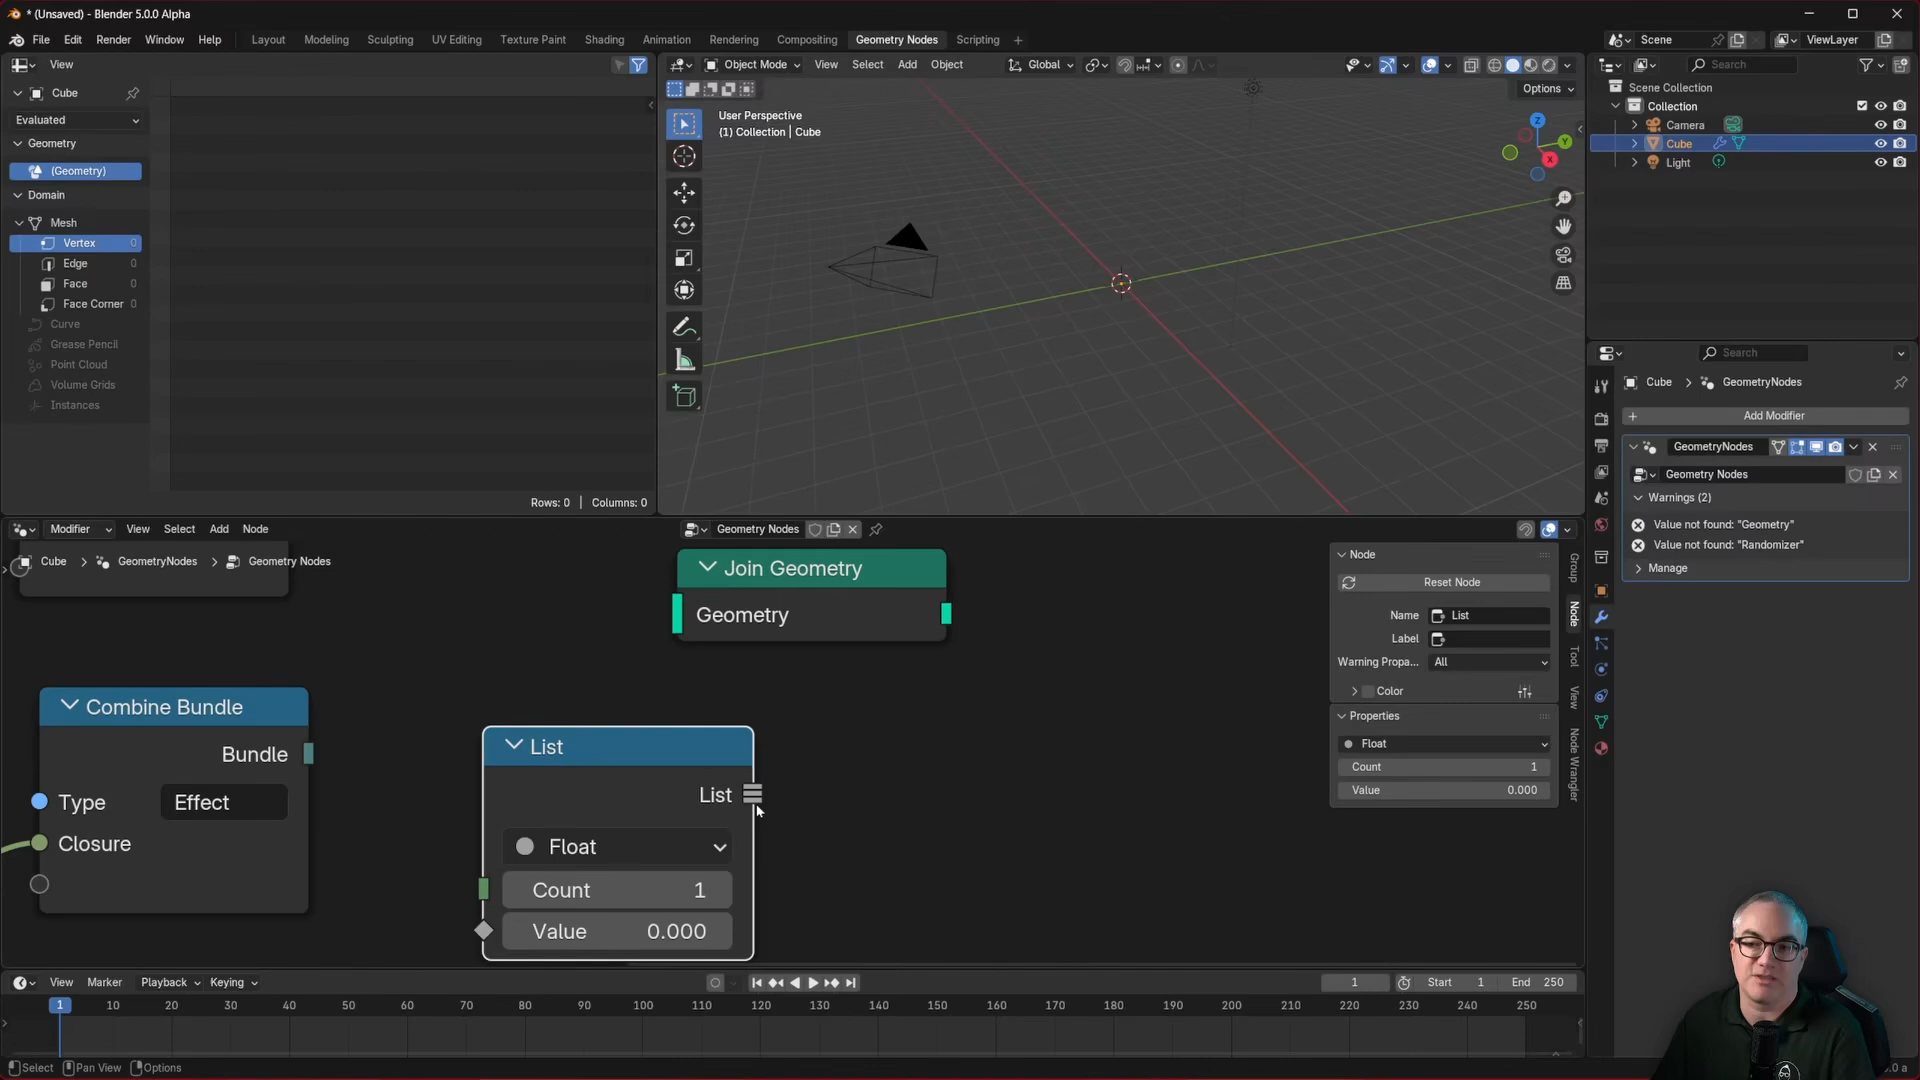 * (Unsaved) - Blender 5.0.0 Alpha
File Edit Render Window Help Layout Modeling Sculpting UV Editing Texture Paint Shading Animation Rendering Compositing Geometry Nodes Scripting +
Scene
ViewLayer
View
Cube
Evaluated
Geometry
(Geometry)
Domain
Mesh
Vertex 0
Edge 0
Face 0
Face Corner 0
Curve
Grease Pencil
Point Cloud
Volume Grids
Instances
Rows: 0 | Columns: 0
Object Mode View Select Add Object Global
Options
User Perspective
(1) Collection | Cube
Z
Y
X
Search
Scene Collection
Collection
Camera
Cube
Light
Search
Cube > GeometryNodes
+ Add Modifier
GeometryNodes
Geometry Nodes
Warnings (2)
Value not found: "Geometry"
Value not found: "Randomizer"
Manage
Modifier View Select Add Node
Geometry Nodes
Cube > GeometryNodes > Geometry Nodes
Join Geometry
Geometry
Combine Bundle
Bundle
Type Effect
Closure
List
List
Float
Count 1
Value 0.000
Node
Reset Node
Name List
Label
Warning Propa... All
Color
Properties
Float
Count 1
Value 0.000
Group
Node
Tool
View
Node Wrangler
View Marker Playback Keying
1 Start 1 End 250
1 10 20 30 40 50 60 70 80 90 100 110 120 130 140 150 160 170 180 190 200 210 220 230 240 250
Select Pan View Options
.0 a